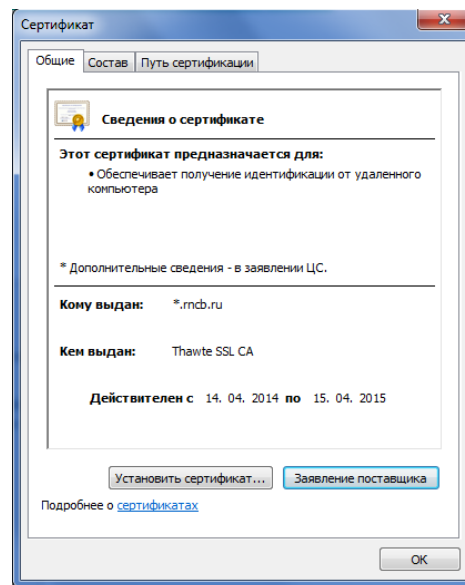 Сертификат
Общие Состав Путь сертификации
Сведения о сертификате
Этот сертификат предназначается для:
• Обеспечивает получение идентификации от удаленного
компьютера
* Дополнительные сведения - в заявлении ЦС.
Кому выдан: *.rncb.ru
Кем выдан: Thawte SSL CA
Действителен с 14. 04. 2014 по 15. 04. 2015
Установить сертификат... Заявление поставщика
Подробнее о сертификатах
ОК